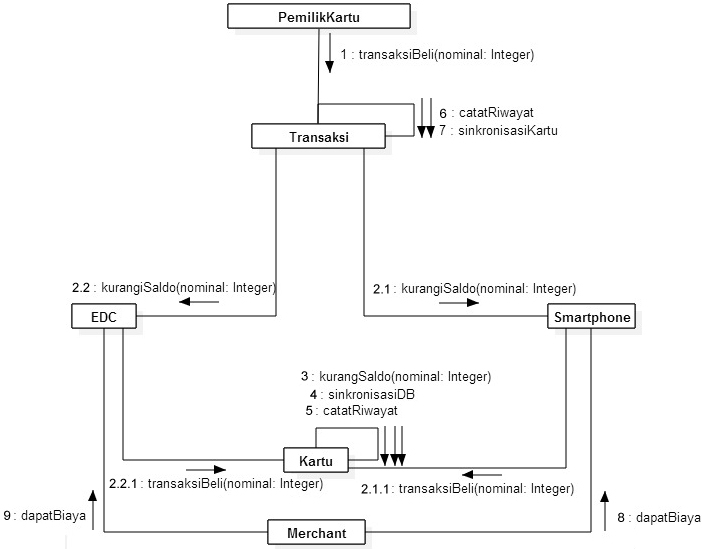 PemilikKartu
1 : transaksiBeli(nominal: Integer)
6 : catatRiwayat
7 : sinkronisasiKartu
Transaksi
2.2 : kurangiSaldo(nominal: Integer)
2.1 : kurangiSaldo(nominal: Integer)
EDC
Smartphone
3 : kurangSaldo(nominal: Integer)
4 : sinkronisasiDB
5 : catatRiwayat
Kartu
2.2.1 : transaksiBeli(nominal: Integer)
2.1.1 : transaksiBeli(nominal: Integer)
9 : dapatBiaya
8 : dapatBiaya
Merchant